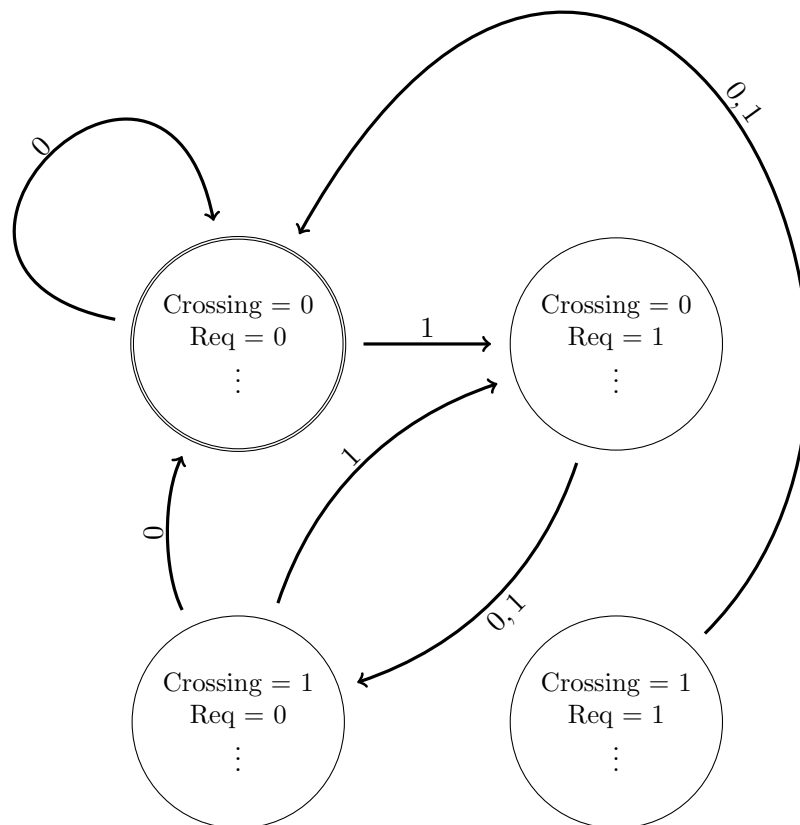 0, 1
0
Crossing = 0
Req = 0
⋮
1
Crossing = 0
Req = 1
⋮
1
0
0, 1
Crossing = 1
Req = 0
⋮
Crossing = 1
Req = 1
⋮